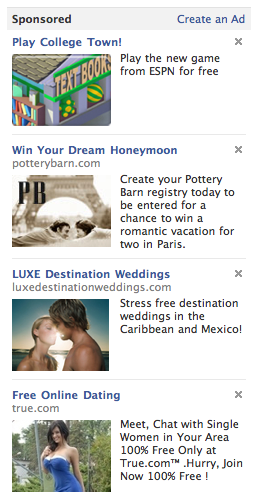 Sponsored Create an Ad
Play College Town!
TEXT BOOKS
Play the new game
from ESPN for free
Win Your Dream Honeymoon
potterybarn.com
PB
Create your Pottery
Barn registry today to
be entered for a
chance to win a
romantic vacation for
two in Paris.
LUXE Destination Weddings
luxedestinationweddings.com
Stress free destination
weddings in the
Caribbean and Mexico!
Free Online Dating
true.com
Meet, Chat with Single
Women in Your Area
100% Free Only at
True.com™ .Hurry, Join
Now 100% Free !